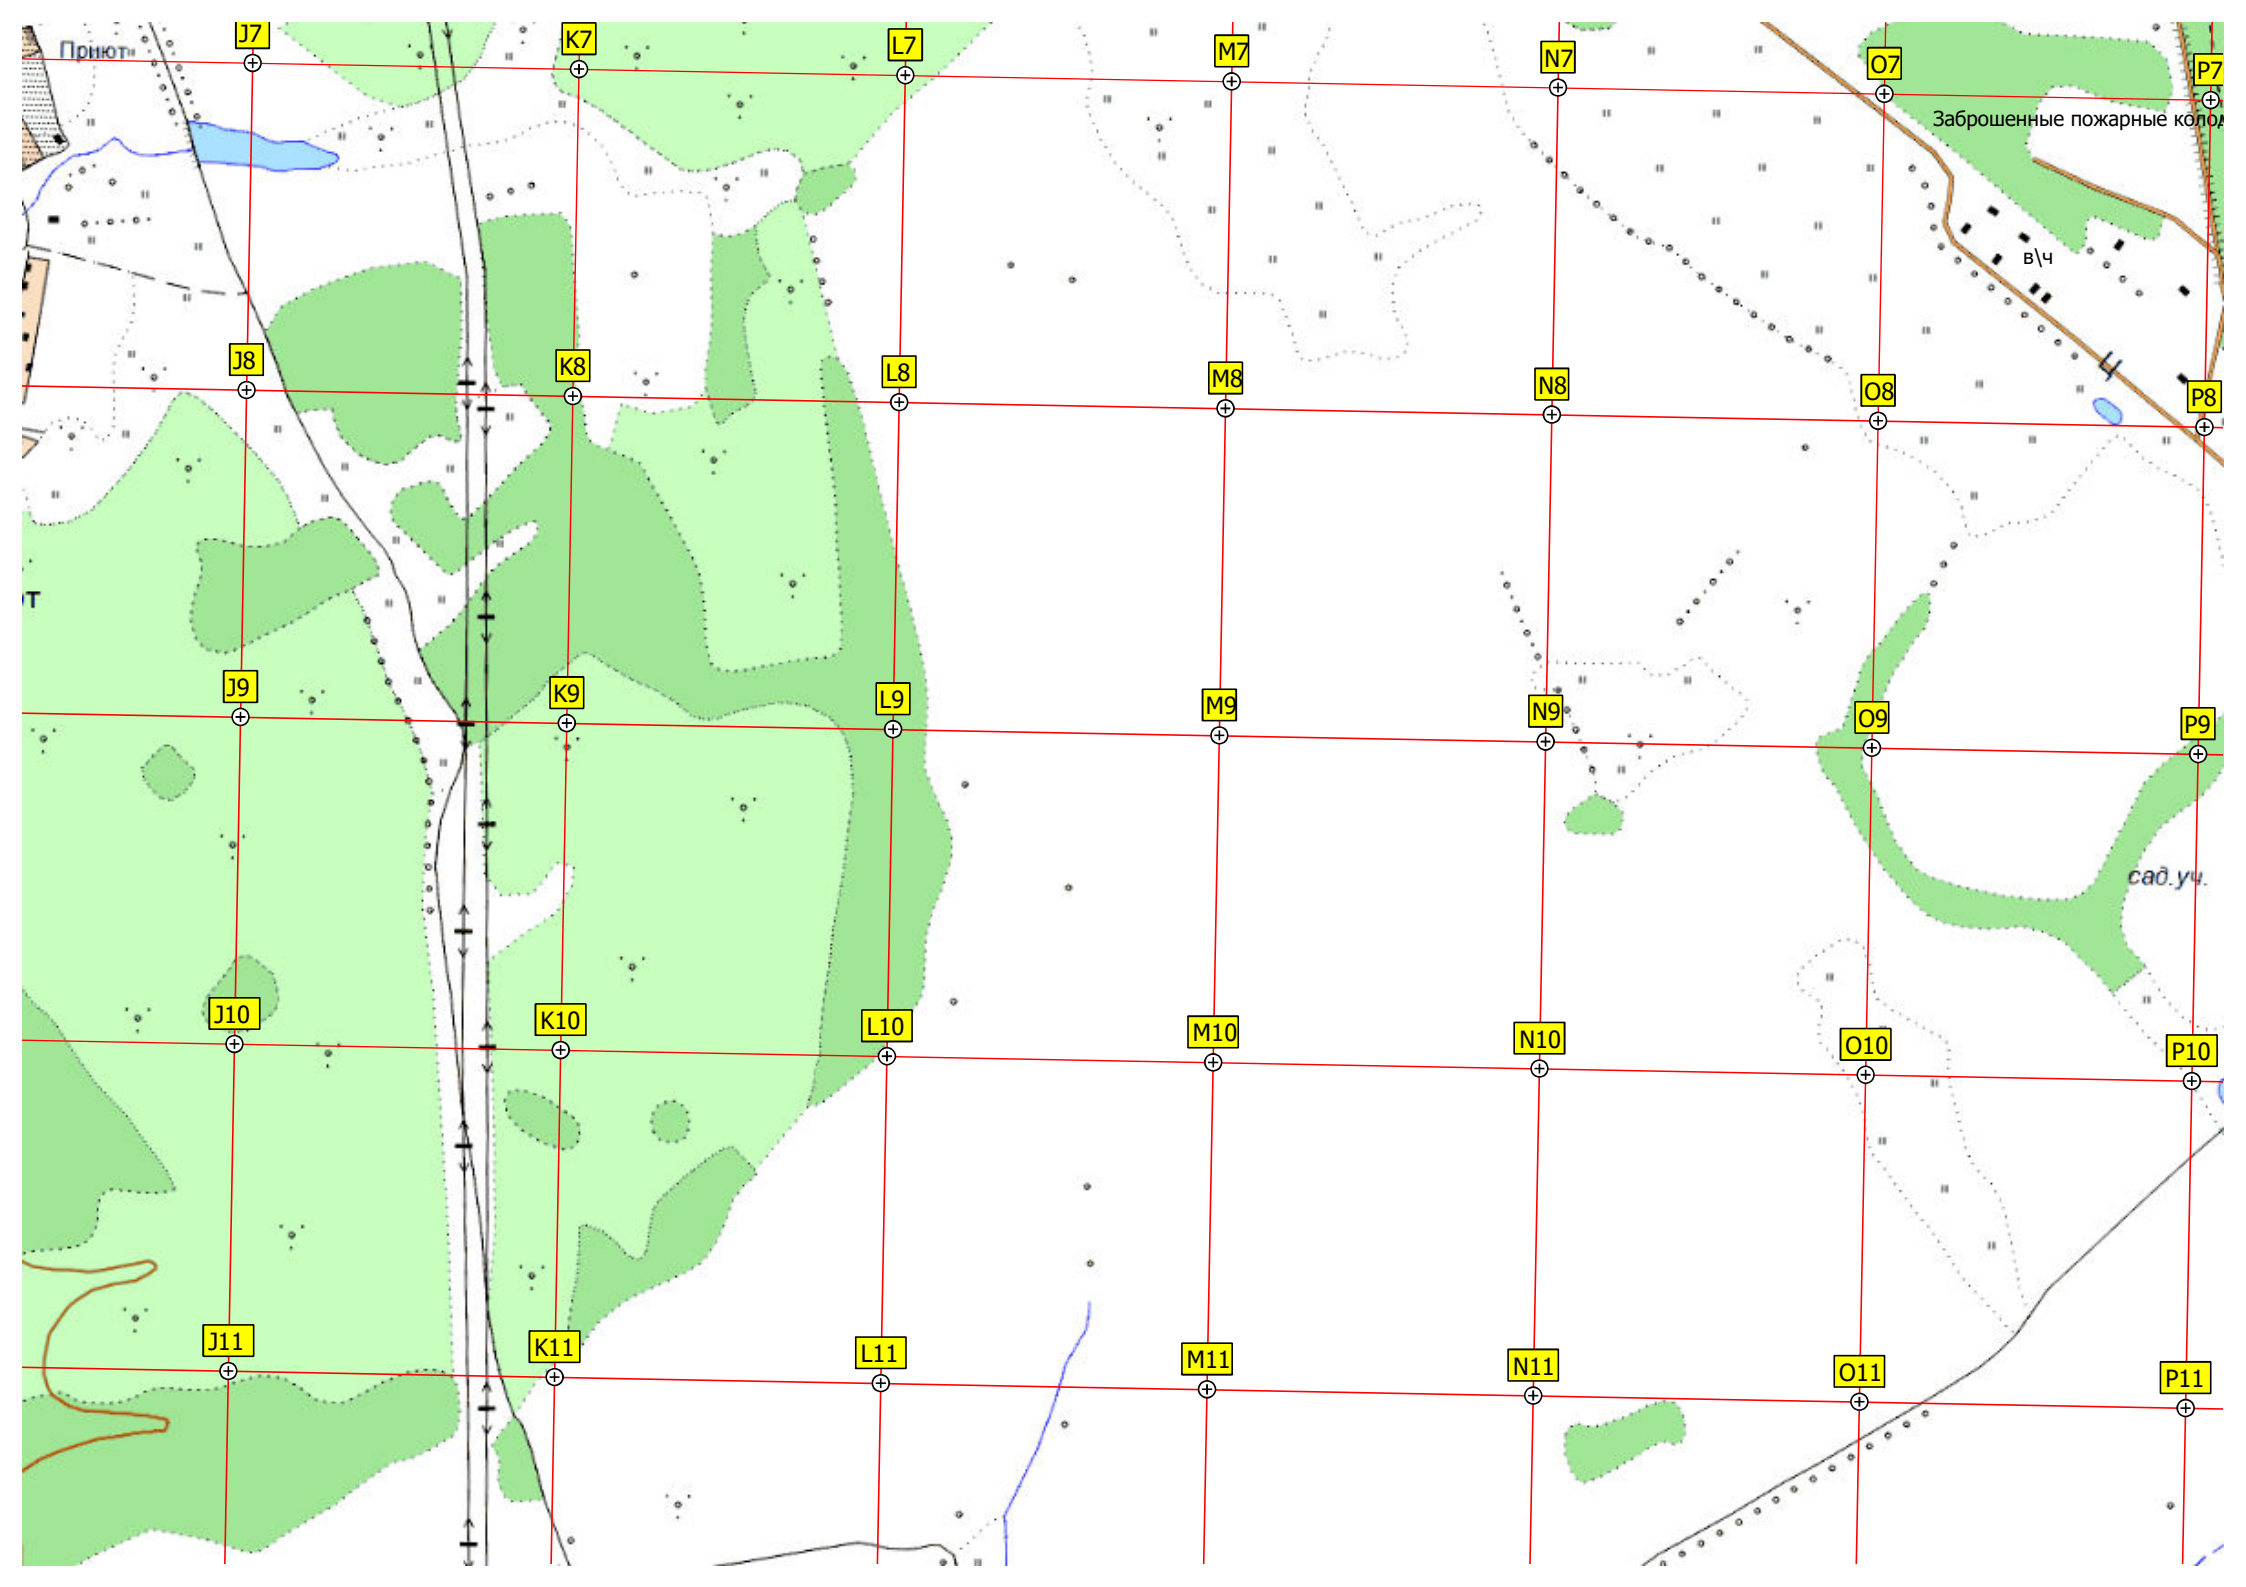 J7
K7
L7
M7
N7
O7
P7
Приют
Заброшенные пожарные колод
в\ч
J8
K8
L8
M8
N8
O8
P8
от
J9
K9
L9
M9
N9
O9
P9
сад.уч.
J10
K10
L10
M10
N10
O10
P10
J11
K11
L11
M11
N11
O11
P11